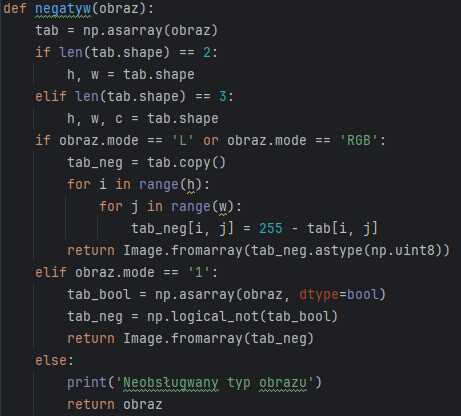 def negatyw(obraz):
    tab = np.asarray(obraz)
    if len(tab.shape) == 2:
        h, w = tab.shape
    elif len(tab.shape) == 3:
        h, w, c = tab.shape
    if obraz.mode == 'L' or obraz.mode == 'RGB':
        tab_neg = tab.copy()
        for i in range(h):
            for j in range(w):
                tab_neg[i, j] = 255 - tab[i, j]
        return Image.fromarray(tab_neg.astype(np.uint8))
    elif obraz.mode == '1':
        tab_bool = np.asarray(obraz, dtype=bool)
        tab_neg = np.logical_not(tab_bool)
        return Image.fromarray(tab_neg)
    else:
        print('Neobsługwany typ obrazu')
        return obraz